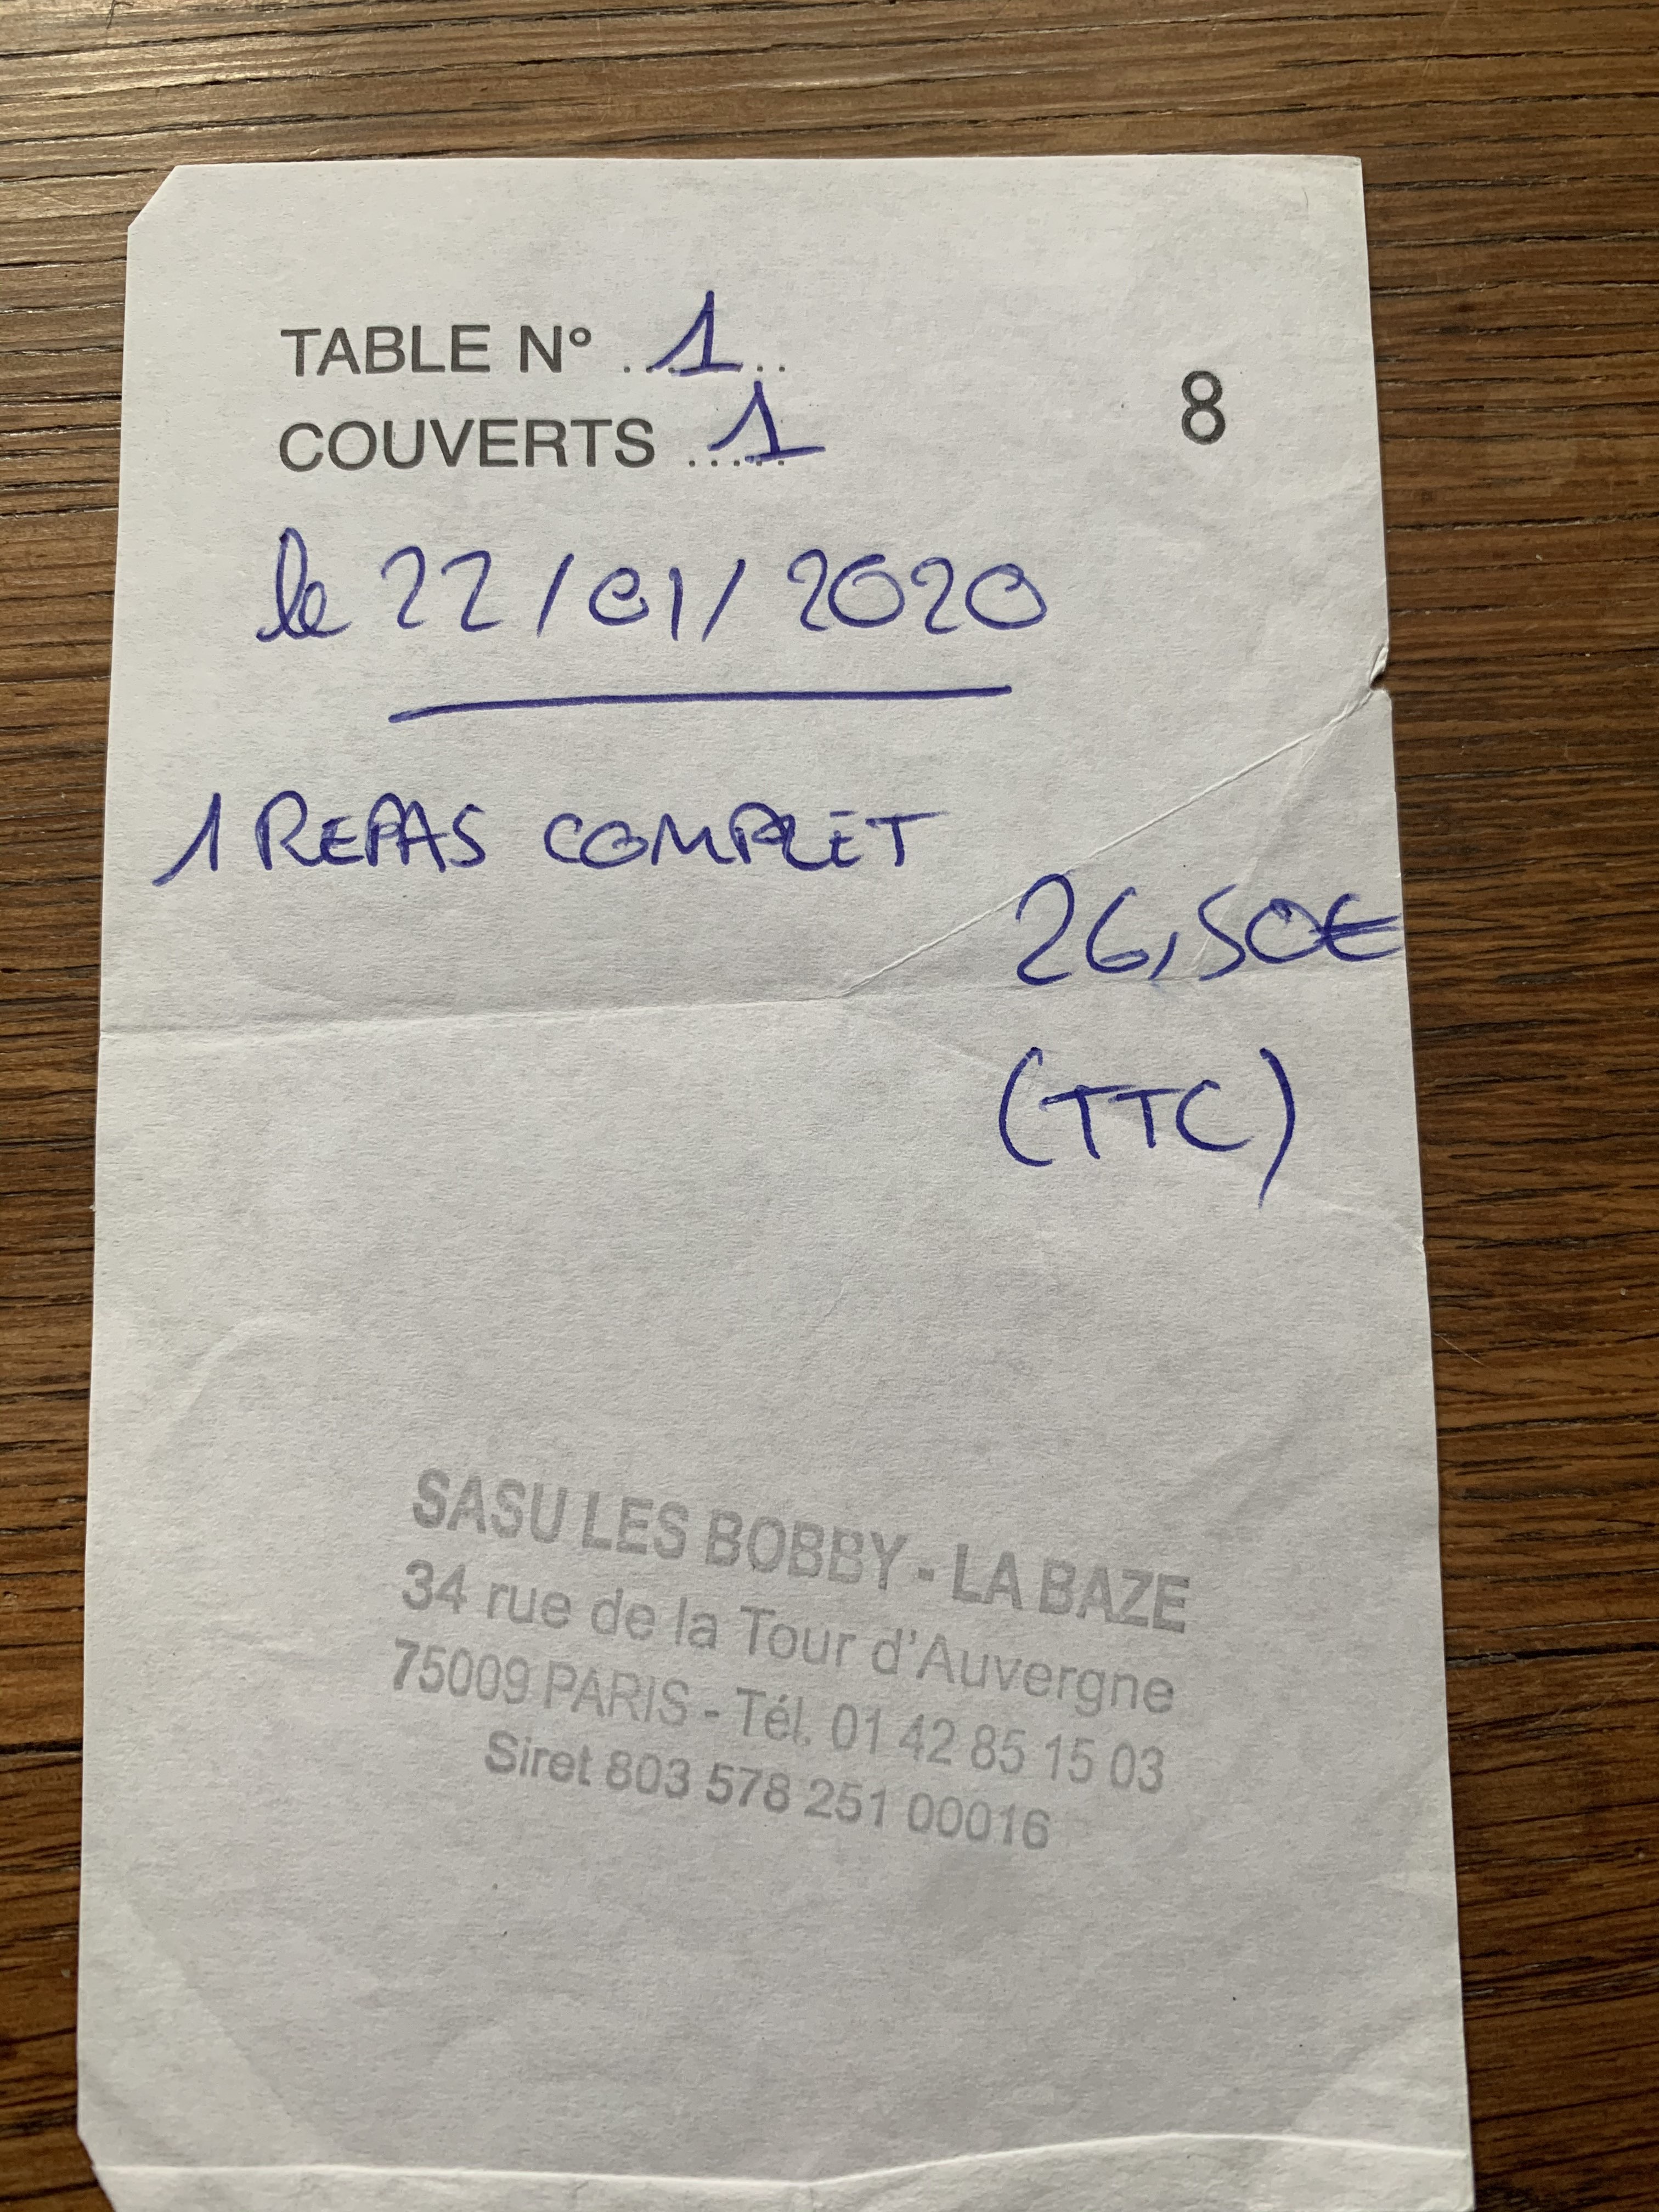 TABLE N° ...1...
COUVERTS ..1..
8
le 22/01/2020
1 REPAS COMPLET
26,50€
(TTC)
SASU LES BOBBY - LA BAZE
34 rue de la Tour d'Auvergne
75009 PARIS - Tél. 01 42 85 15 03
Siret 803 578 251 00016